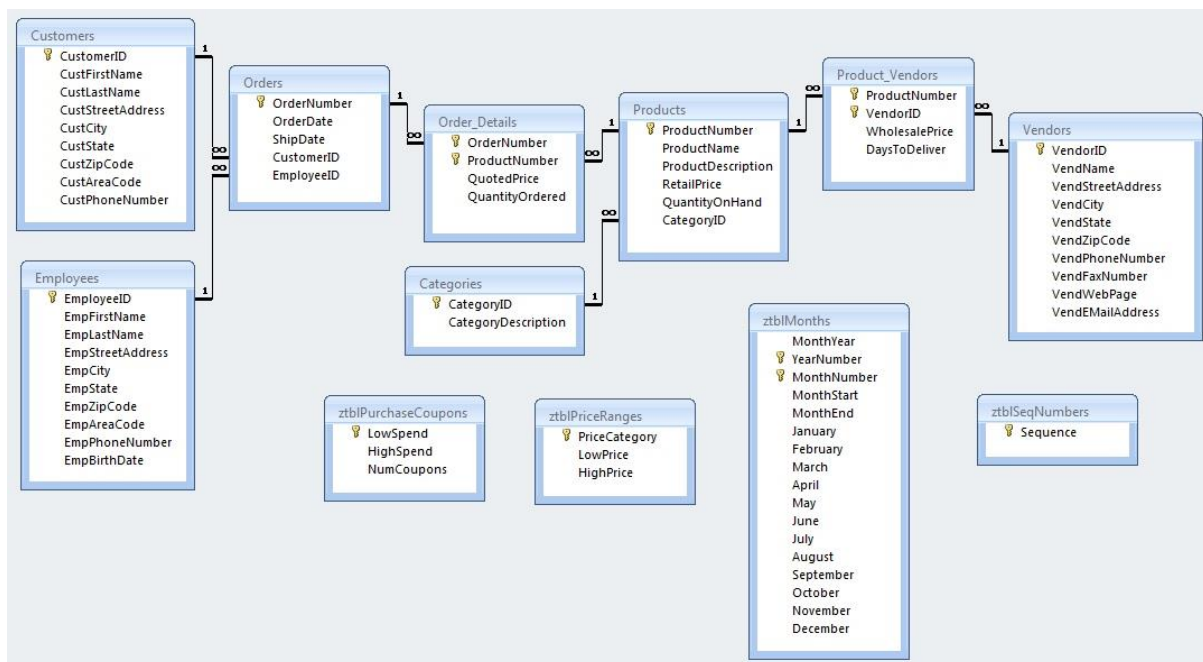 Customers
CustomerID
CustFirstName
CustLastName
CustStreetAddress
CustCity
CustState
CustZipCode
CustAreaCode
CustPhoneNumber
1
∞
∞
Orders
OrderNumber
OrderDate
ShipDate
CustomerID
EmployeeID
1
∞
Order_Details
OrderNumber
ProductNumber
QuotedPrice
QuantityOrdered
∞
1
Products
ProductNumber
ProductName
ProductDescription
RetailPrice
QuantityOnHand
CategoryID
∞
1
∞
Product_Vendors
ProductNumber
VendorID
WholesalePrice
DaysToDeliver
∞
1
Vendors
VendorID
VendName
VendStreetAddress
VendCity
VendState
VendZipCode
VendPhoneNumber
VendFaxNumber
VendWebPage
VendEMailAddress
Employees
EmployeeID
EmpFirstName
EmpLastName
EmpStreetAddress
EmpCity
EmpState
EmpZipCode
EmpAreaCode
EmpPhoneNumber
EmpBirthDate
1
Categories
CategoryID
CategoryDescription
1
ztblPurchaseCoupons
LowSpend
HighSpend
NumCoupons
ztblPriceRanges
PriceCategory
LowPrice
HighPrice
ztblMonths
MonthYear
YearNumber
MonthNumber
MonthStart
MonthEnd
January
February
March
April
May
June
July
August
September
October
November
December
ztblSeqNumbers
Sequence